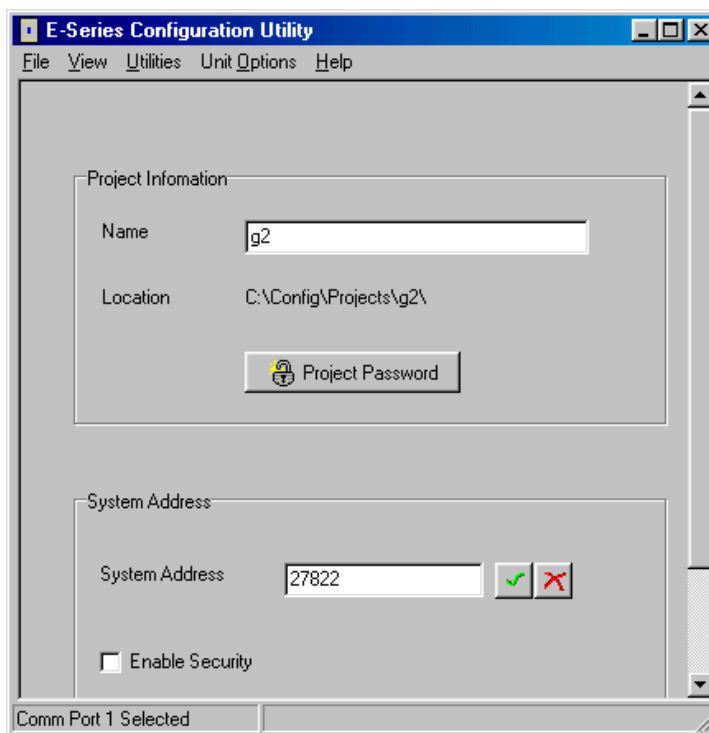 E-Series Configuration Utility
File View Utilities Unit Options Help
Project Infomation
Name g2
Location C:\Config\Projects\g2\
Project Password
System Address
System Address 27822
Enable Security
Comm Port 1 Selected